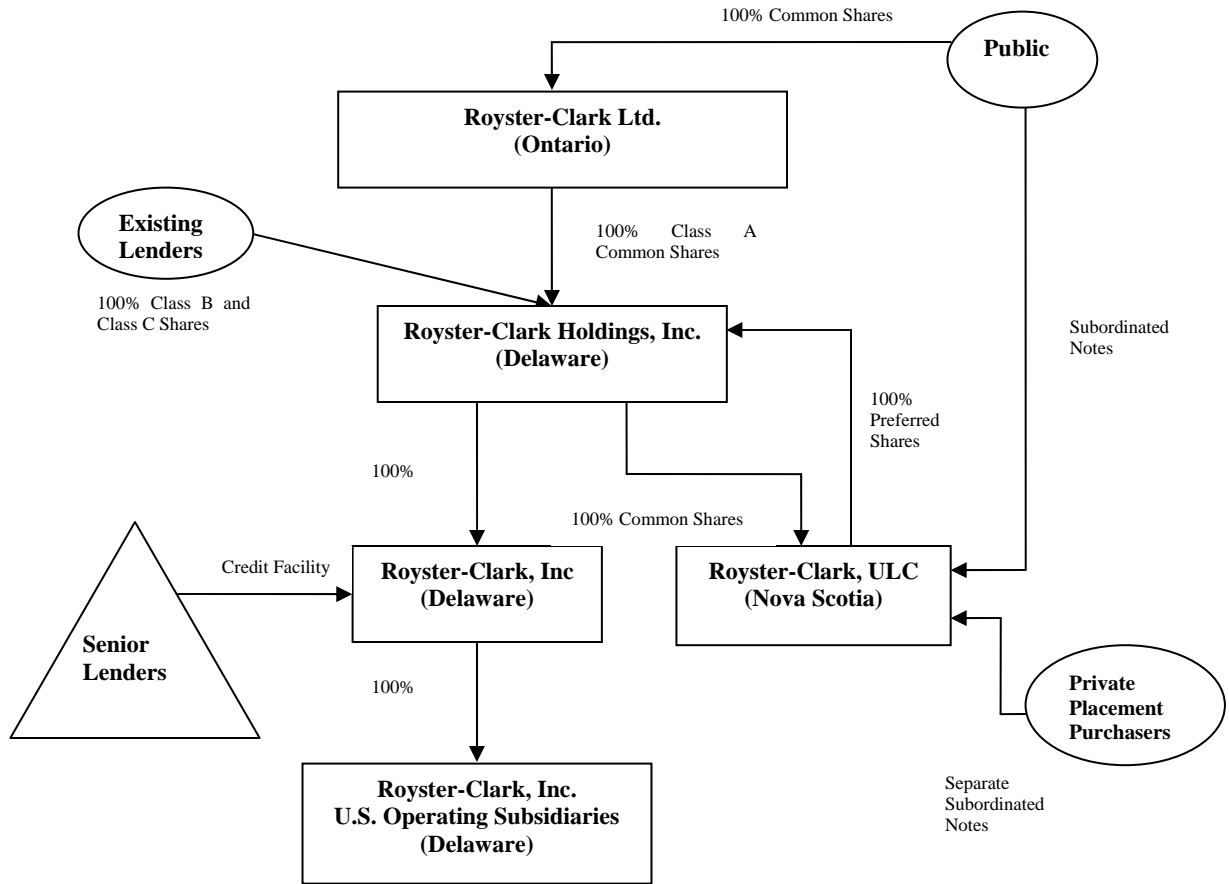 100% Common Shares
Public
Royster-Clark Ltd.
(Ontario)
Existing
Lenders
100% Class A
Common Shares
100% Class B and
Class C Shares
Royster-Clark Holdings, Inc.
(Delaware)
Subordinated
Notes
100%
Preferred
Shares
100%
100% Common Shares
Credit Facility
Royster-Clark, Inc
(Delaware)
Royster-Clark, ULC
(Nova Scotia)
Senior
Lenders
100%
Private
Placement
Purchasers
Royster-Clark, Inc.
U.S. Operating Subsidiaries
(Delaware)
Separate
Subordinated
Notes